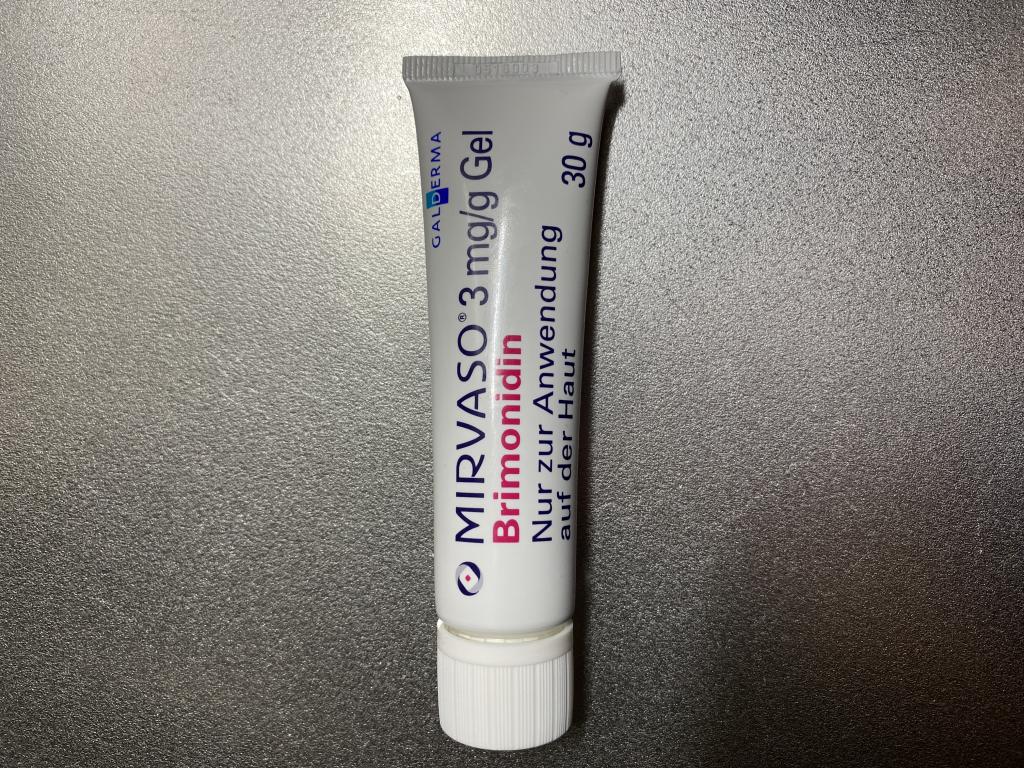 GALDERMA
MIRVASO® 3 mg/g Gel
Brimonidin
Nur zur Anwendung
auf der Haut
30 g